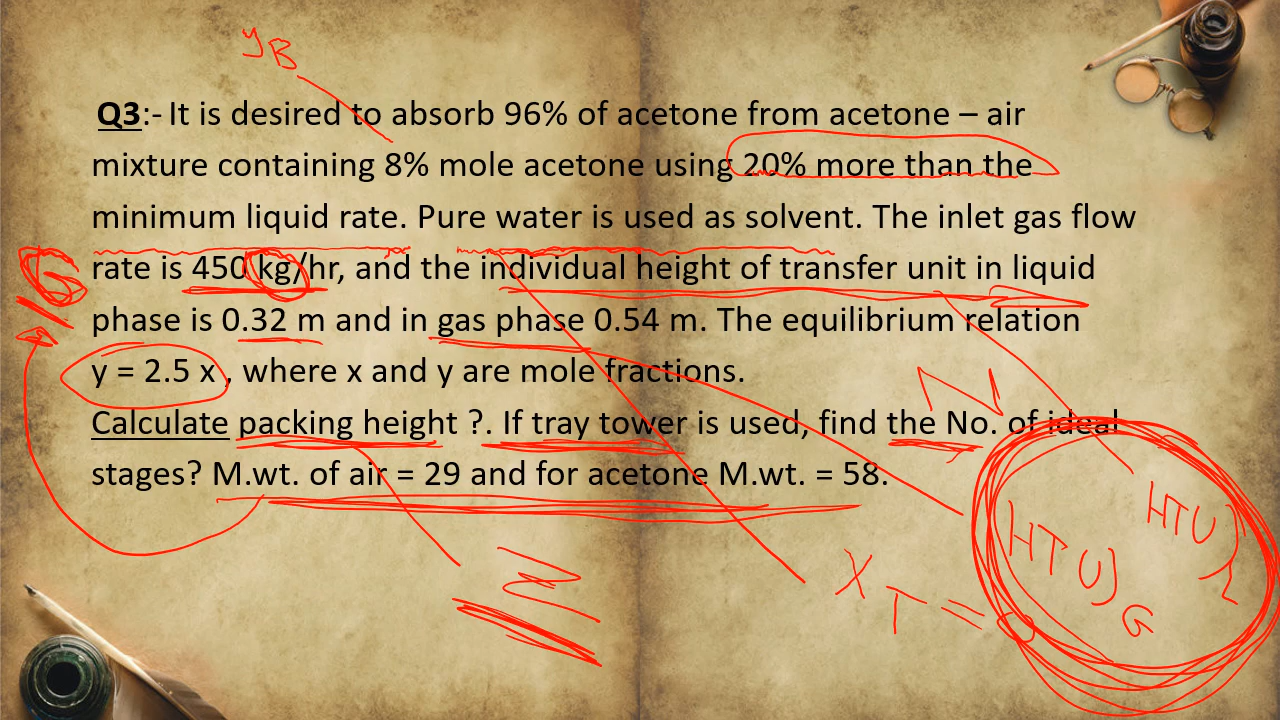 yB
Q3:- It is desired to absorb 96% of acetone from acetone – air
mixture containing 8% mole acetone using 20% more than the
minimum liquid rate. Pure water is used as solvent. The inlet gas flow
rate is 450 kg/hr, and the individual height of transfer unit in liquid
phase is 0.32 m and in gas phase 0.54 m. The equilibrium relation
y = 2.5 x , where x and y are mole fractions.
Calculate packing height ?. If tray tower is used, find the No. of ideal
stages? M.wt. of air = 29 and for acetone M.wt. = 58.
G
N
Z
XT = 0
HTU)G
HTU)L